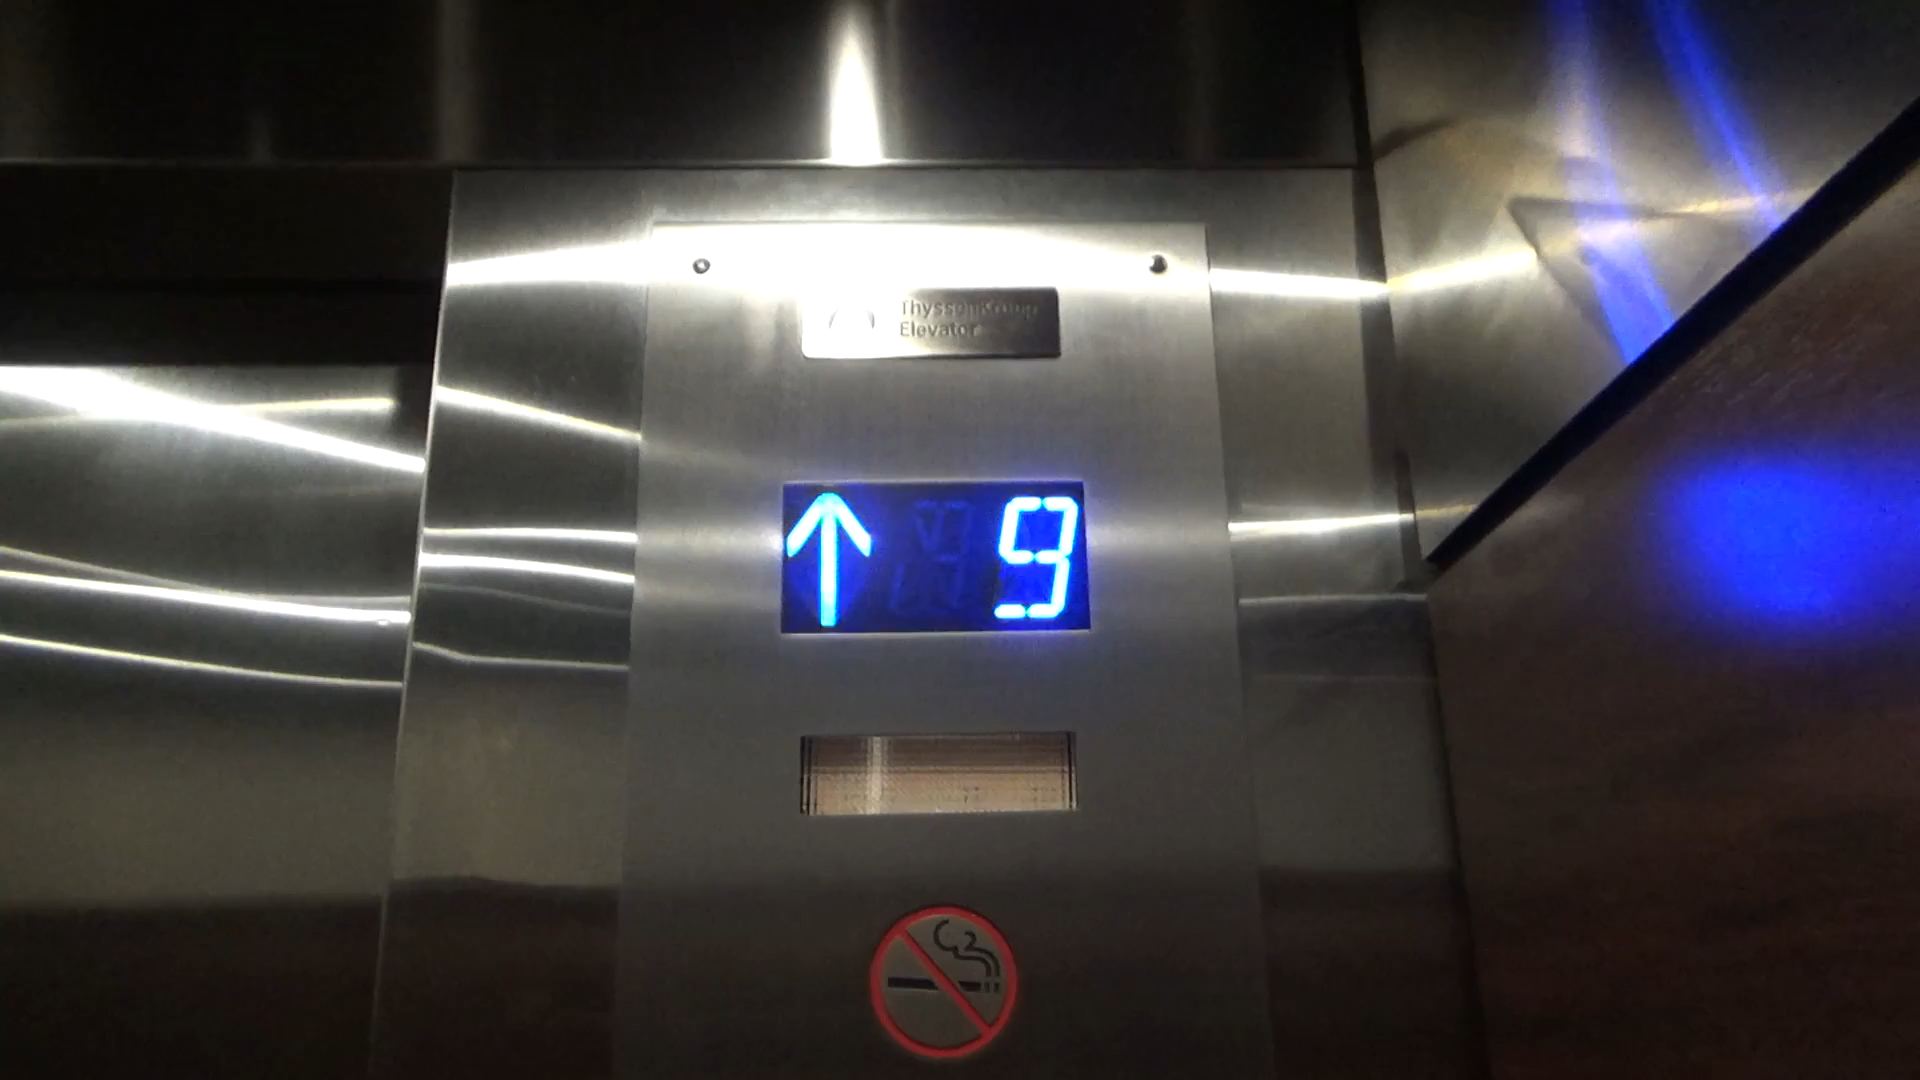 ThyssenKrupp
Elevator
↑ 9